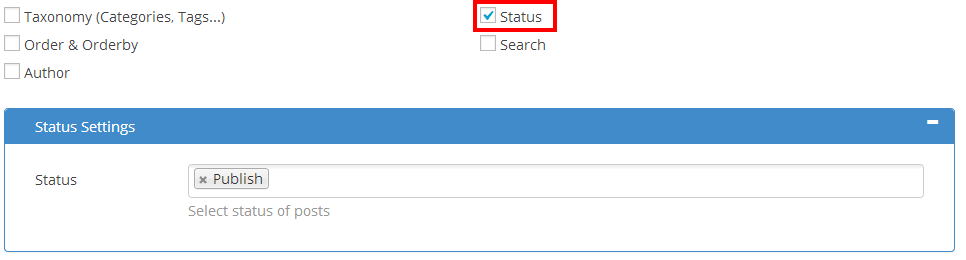 Taxonomy (Categories, Tags...)
Status
Order & Orderby
Search
Author
Status Settings
Status
Publish
Select status of posts